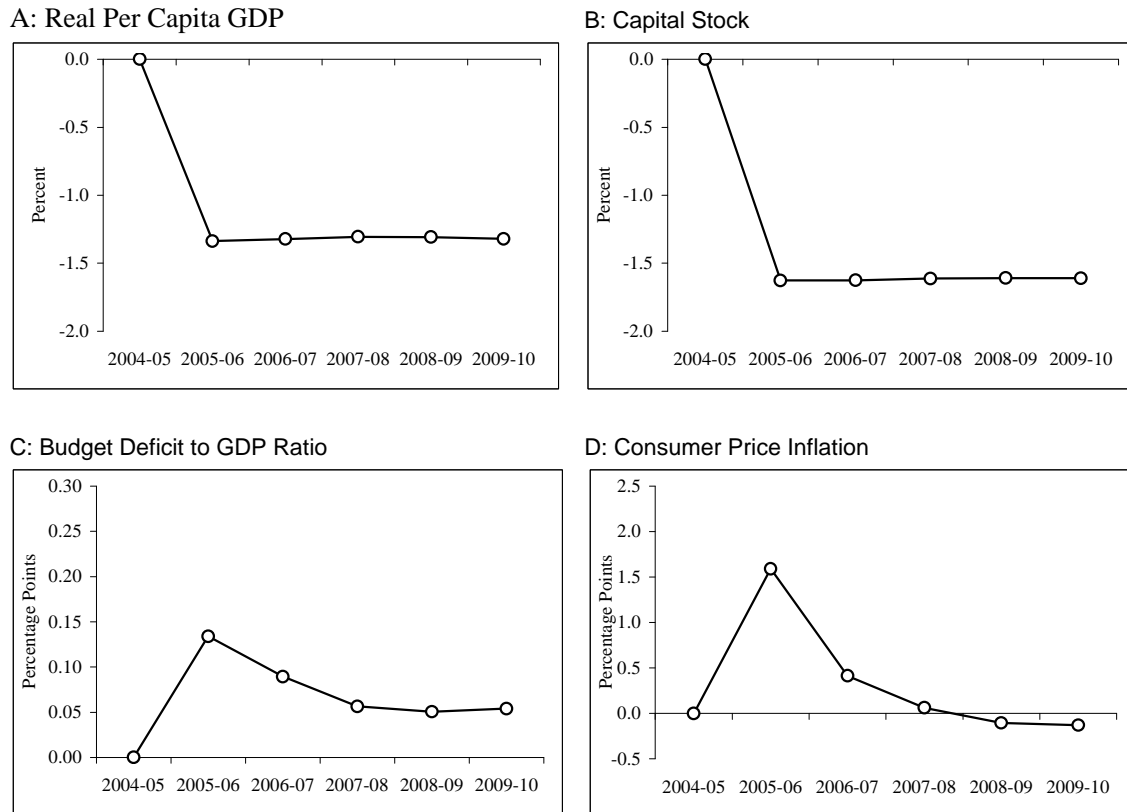 A: Real Per Capita GDP
0.0
-0.5
-1.0
-1.5
-2.0
Percent
2004-05 2005-06 2006-07 2007-08 2008-09 2009-10
B: Capital Stock
0.0
-0.5
-1.0
-1.5
-2.0
Percent
2004-05 2005-06 2006-07 2007-08 2008-09 2009-10
C: Budget Deficit to GDP Ratio
0.30
0.25
0.20
0.15
0.10
0.05
0.00
Percentage Points
2004-05 2005-06 2006-07 2007-08 2008-09 2009-10
D: Consumer Price Inflation
2.5
2.0
1.5
1.0
0.5
0.0
-0.5
Percentage Points
2004-05 2005-06 2006-07 2007-08 2008-09 2009-10